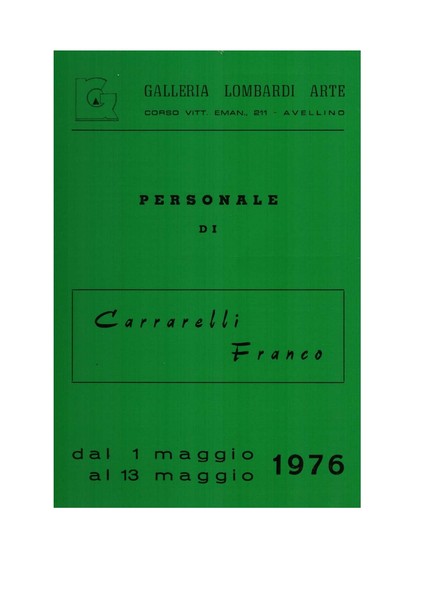 GALLERIA LOMBARDI ARTE
CORSO VITT. EMAN., 211 - AVELLINO
PERSONALE
DI
Carrarelli
Franco
dal 1 maggio
al 13 maggio 1976